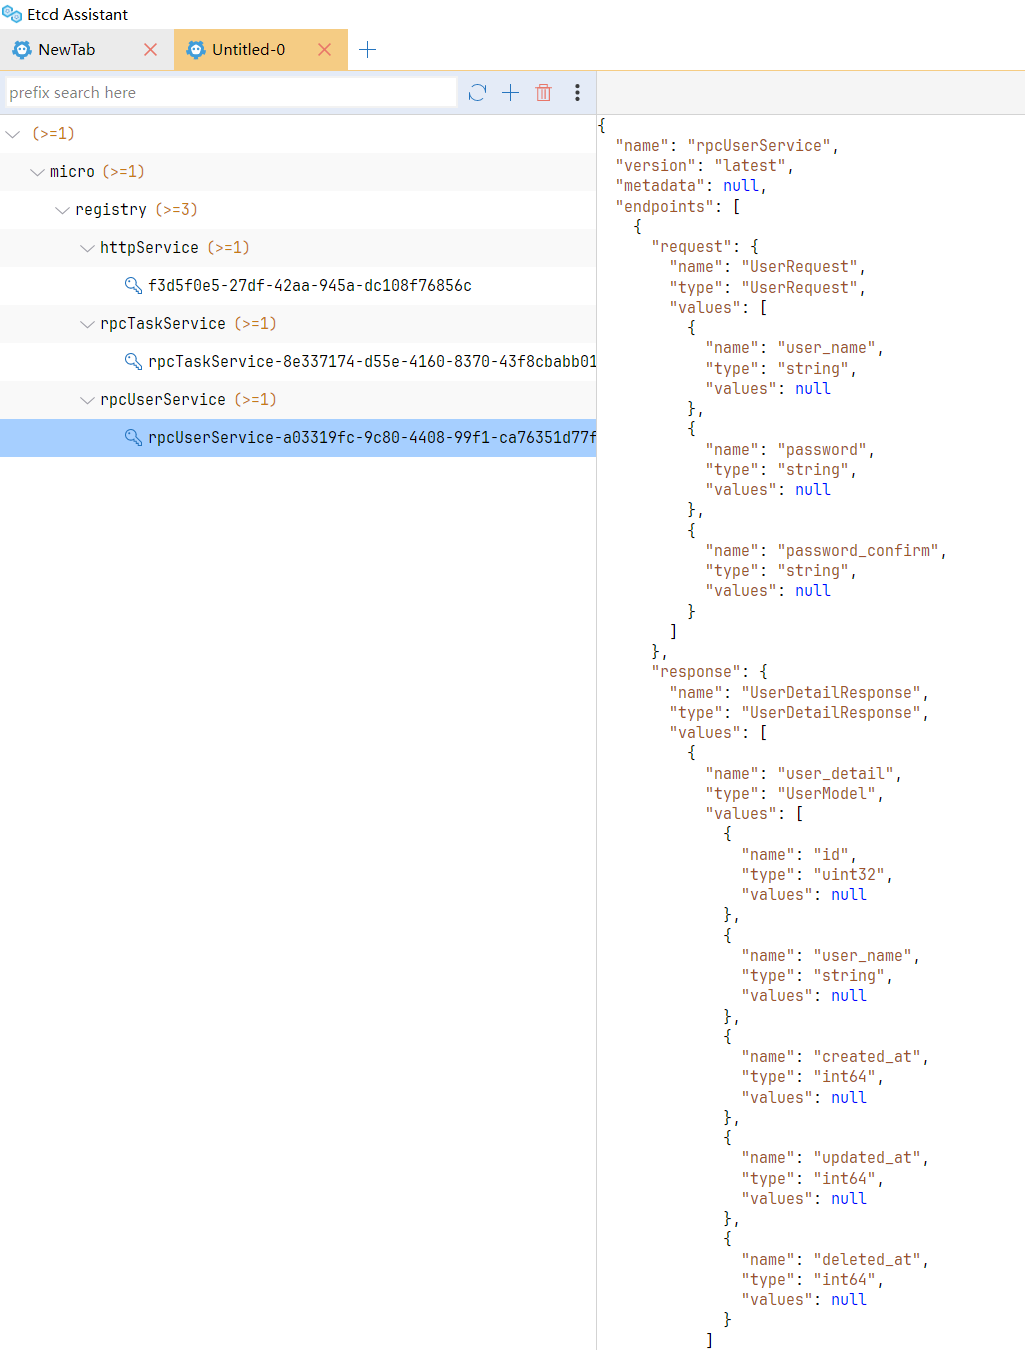 Etcd Assistant
NewTab
Untitled-0
prefix search here
(>=1)
micro (>=1)
registry (>=3)
httpService (>=1)
f3d5f0e5-27df-42aa-945a-dc108f76856c
rpcTaskService (>=1)
rpcTaskService-8e337174-d55e-4160-8370-43f8cbabb01
rpcUserService (>=1)
rpcUserService-a03319fc-9c80-4408-99f1-ca76351d77f
{
"name": "rpcUserService",
"version": "latest",
"metadata": null,
"endpoints": [
{
"request": {
"name": "UserRequest",
"type": "UserRequest",
"values": [
{
"name": "user_name",
"type": "string",
"values": null
},
{
"name": "password",
"type": "string",
"values": null
},
{
"name": "password_confirm",
"type": "string",
"values": null
}
]
},
"response": {
"name": "UserDetailResponse",
"type": "UserDetailResponse",
"values": [
{
"name": "user_detail",
"type": "UserModel",
"values": [
{
"name": "id",
"type": "uint32",
"values": null
},
{
"name": "user_name",
"type": "string",
"values": null
},
{
"name": "created_at",
"type": "int64",
"values": null
},
{
"name": "updated_at",
"type": "int64",
"values": null
},
{
"name": "deleted_at",
"type": "int64",
"values": null
}
]